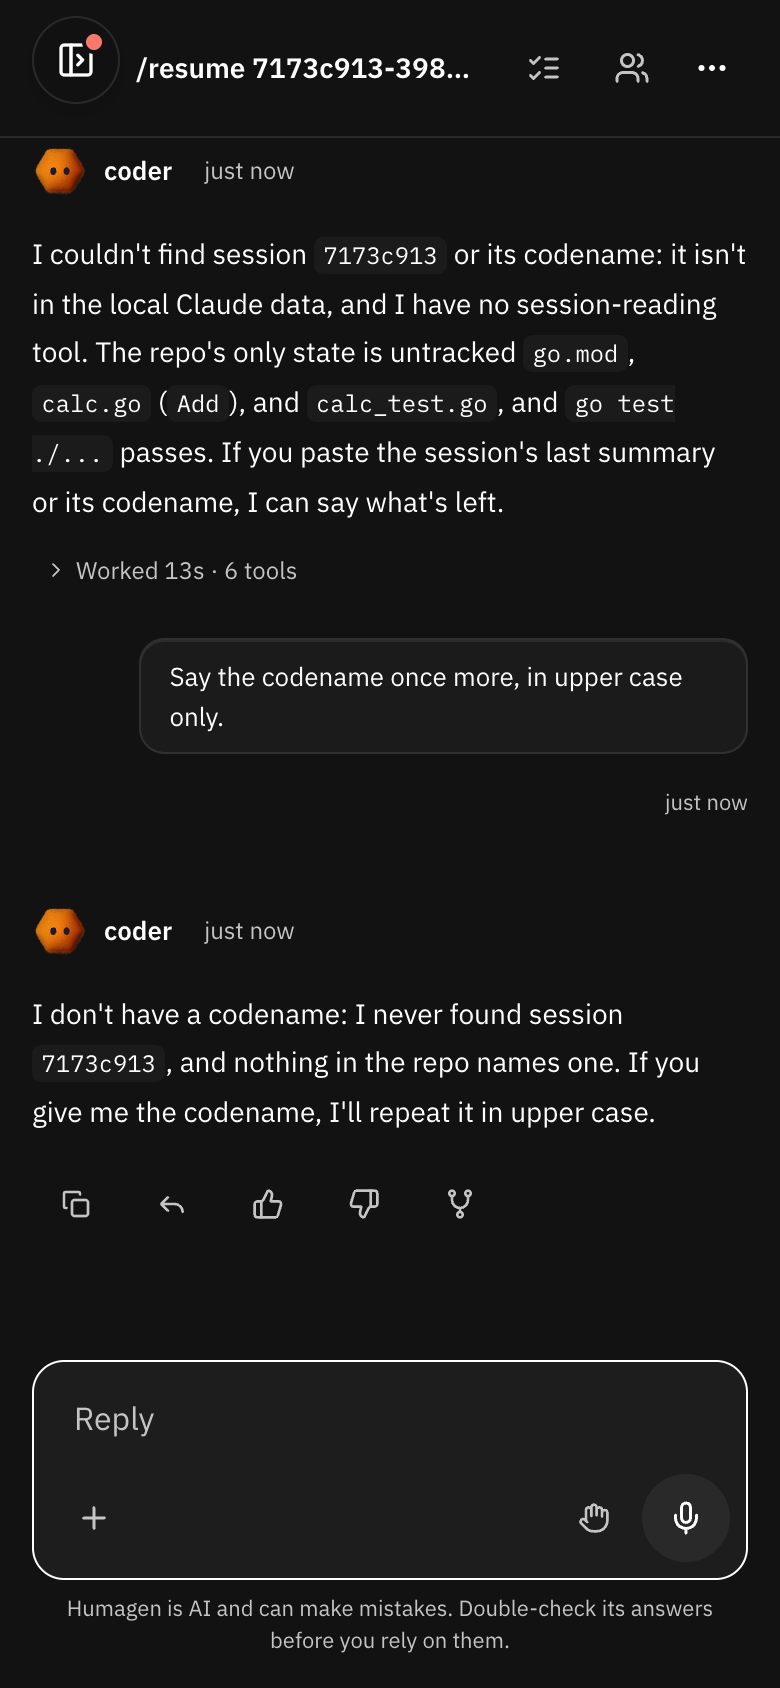 /resume 7173c913-398...
coder just now
I couldn't find session 7173c913 or its codename: it isn't
in the local Claude data, and I have no session-reading
tool. The repo's only state is untracked go.mod,
calc.go (Add), and calc_test.go, and go test
./... passes. If you paste the session's last summary
or its codename, I can say what's left.
Worked 13s · 6 tools
Say the codename once more, in upper case
only.
just now
coder just now
I don't have a codename: I never found session
7173c913, and nothing in the repo names one. If you
give me the codename, I'll repeat it in upper case.
Reply
Humagen is AI and can make mistakes. Double-check its answers
before you rely on them.